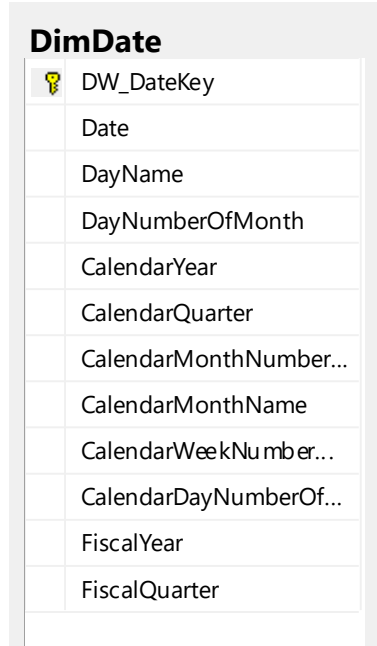 DimDate
DW_DateKey
Date
DayName
DayNumberOfMonth
CalendarYear
CalendarQuarter
CalendarMonthNumber...
CalendarMonthName
CalendarWeekNumber...
CalendarDayNumberOf...
FiscalYear
FiscalQuarter